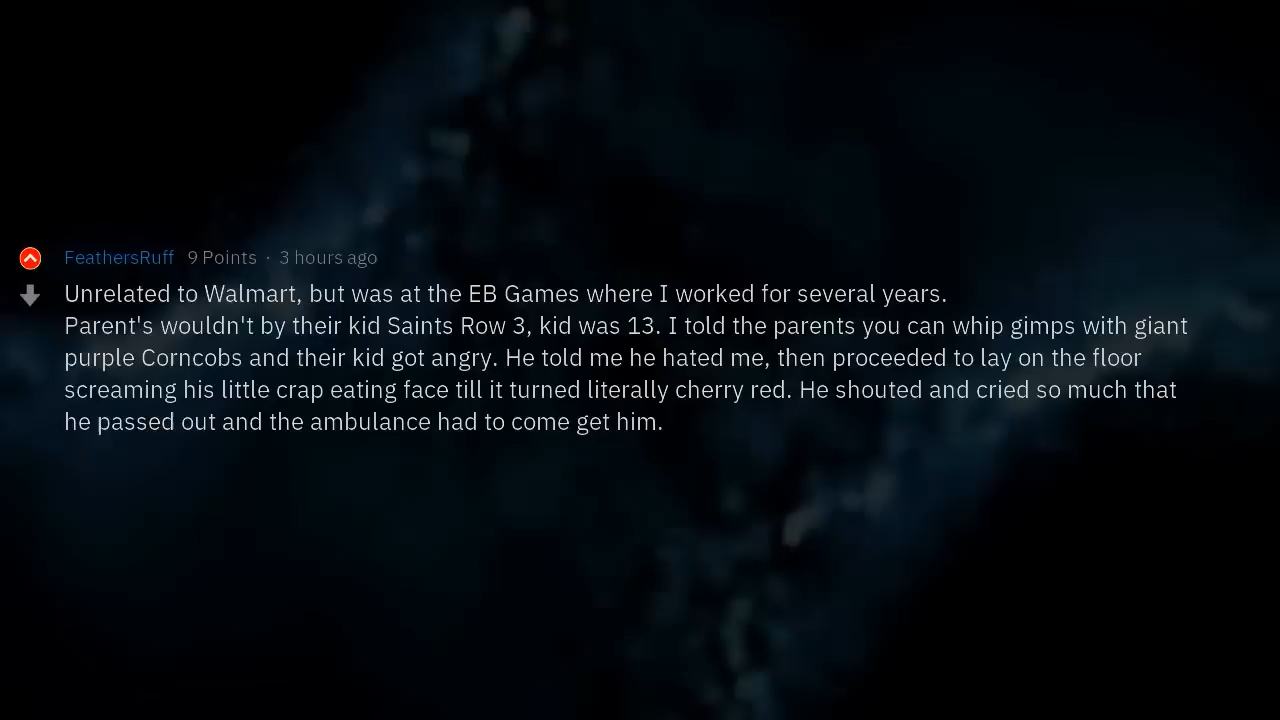 FeathersRuff 9 Points · 3 hours ago
Unrelated to Walmart, but was at the EB Games where I worked for several years.
Parent's wouldn't by their kid Saints Row 3, kid was 13. I told the parents you can whip gimps with giant
purple Corncobs and their kid got angry. He told me he hated me, then proceeded to lay on the floor
screaming his little crap eating face till it turned literally cherry red. He shouted and cried so much that
he passed out and the ambulance had to come get him.